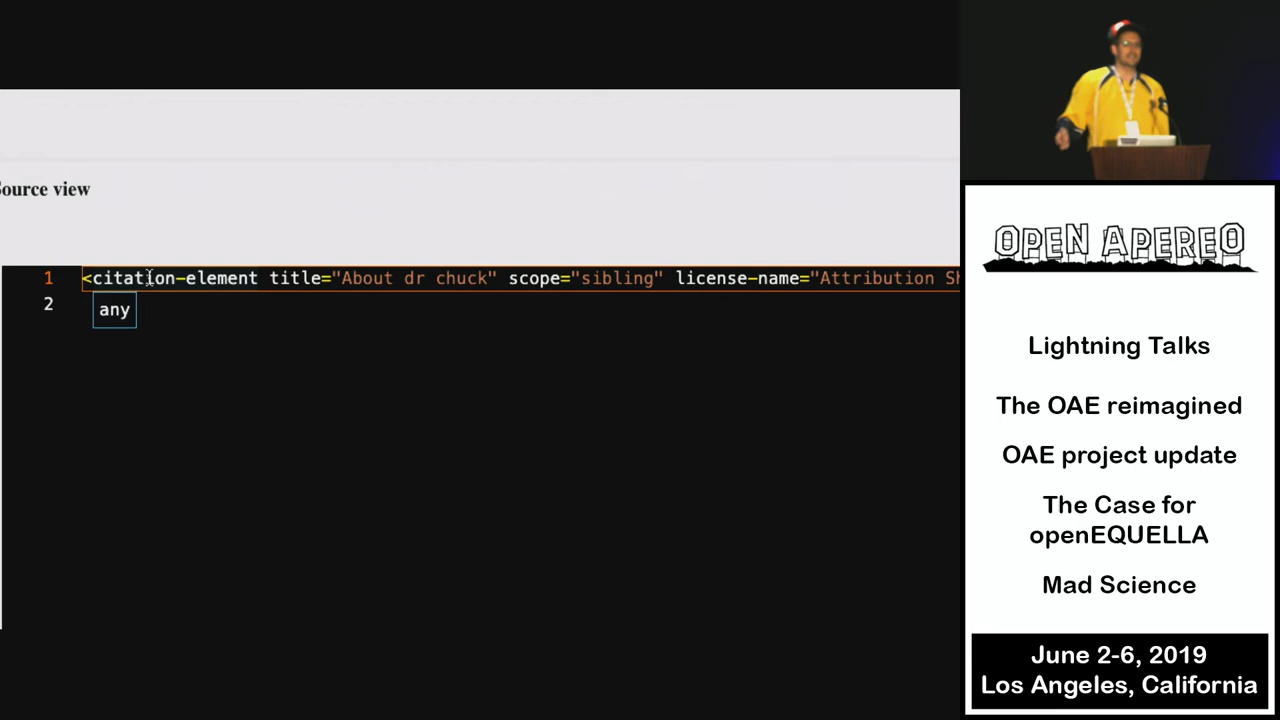 Source view
1 <citation-element title="About dr chuck" scope="sibling" license-name="Attribution Sh
2
any
OPEN APEREO
Lightning Talks
The OAE reimagined
OAE project update
The Case for
openEQUELLA
Mad Science
June 2-6, 2019
Los Angeles, California